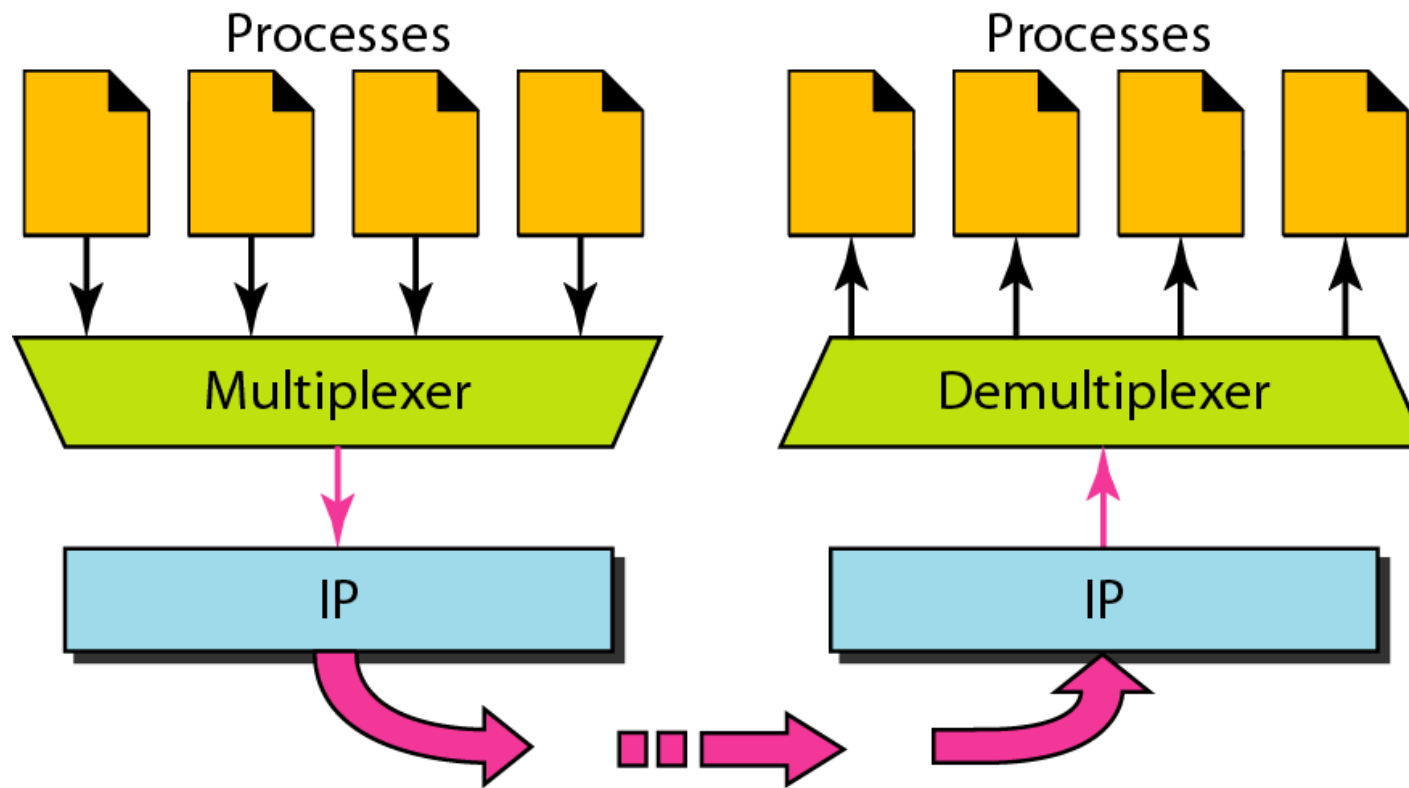 Processes
Processes
Multiplexer
Demultiplexer
IP
IP